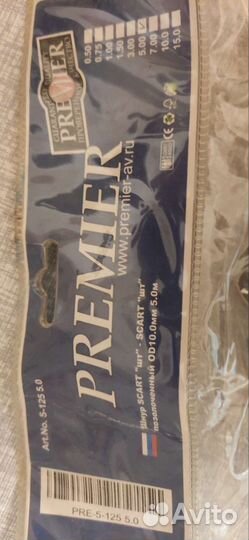 PREMIER
0.50
0.75
1.00
1.50
3.00
5.00
7.00
10.0
15.0
PREMIER
www.premier-av.ru
Шнур SCART "шт" - SCART "шт"
позолоченный OD10.0мм 5.0 м
Art.No. 5-125 5.0
PRE-5-125 5.0
Avito